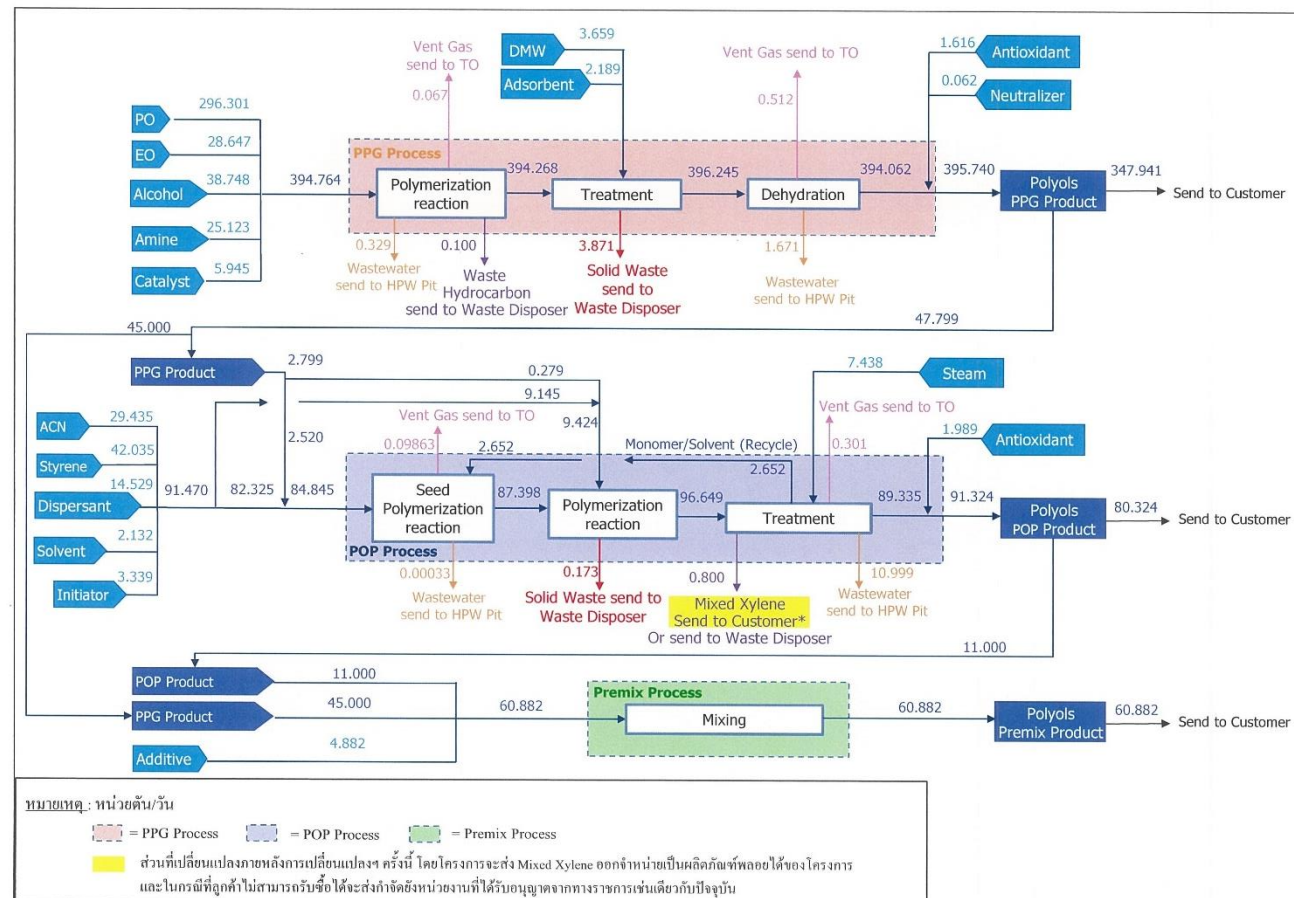 Vent Gas
send to TO
0.067
DMW
3.659
Adsorbent
2.189
Vent Gas send to TO
0.512
1.616
Antioxidant
0.062
Neutralizer
PO
296.301
EO
28.647
Alcohol
38.748
Amine
25.123
Catalyst
5.945
394.764
PPG Process
Polymerization
reaction
394.268
Treatment
396.245
Dehydration
394.062
395.740
Polyols
PPG Product
347.941
Send to Customer
0.329
Wastewater
send to HPW Pit
0.100
Waste
Hydrocarbon
send to Waste Disposer
3.871
Solid Waste
send to
Waste Disposer
1.671
Wastewater
send to HPW Pit
45.000
47.799
PPG Product
2.799
0.279
9.145
9.424
2.520
7.438
Steam
Vent Gas send to TO
0.09863
Vent Gas send to TO
0.301
1.989
Antioxidant
Monomer/Solvent (Recycle)
2.652
2.652
ACN
29.435
Styrene
42.035
Dispersant
14.529
Solvent
2.132
Initiator
3.339
91.470
82.325
84.845
Seed
Polymerization
reaction
87.398
Polymerization
reaction
96.649
Treatment
89.335
91.324
Polyols
POP Product
80.324
Send to Customer
POP Process
0.00033
Wastewater
send to HPW Pit
0.173
Solid Waste send to
Waste Disposer
0.800
Mixed Xylene
Send to Customer*
Or send to Waste Disposer
10.999
Wastewater
send to HPW Pit
11.000
POP Product
11.000
PPG Product
45.000
Additive
4.882
60.882
Premix Process
Mixing
60.882
Polyols
Premix Product
60.882
Send to Customer
หมายเหตุ : หน่วยตัน/วัน
= PPG Process
= POP Process
= Premix Process
ส่วนที่เปลี่ยนแปลงภายหลังการเปลี่ยนแปลงฯ ครั้งนี้ โดยโครงการจะส่ง Mixed Xylene ออกจำหน่ายเป็นผลิตภัณฑ์พลอยได้ของโครงการ
และในกรณีที่ลูกค้าไม่สามารถรับซื้อได้จะส่งกำจัดยังหน่วยงานที่ได้รับอนุญาตจากทางราชการเช่นเดียวกับปัจจุบัน